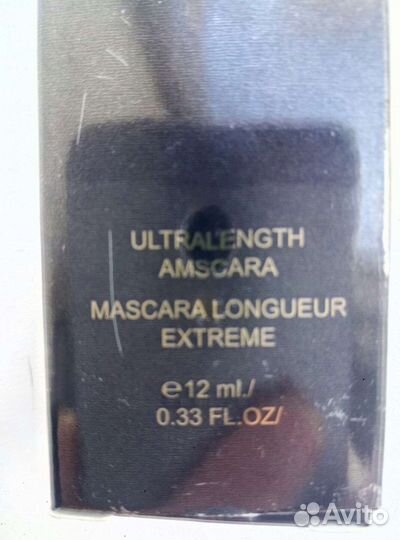 ULTRALENGTH
AMSCARA
MASCARA LONGUEUR
EXTREME
℮12 ml./
0.33 FL.OZ/
Avito